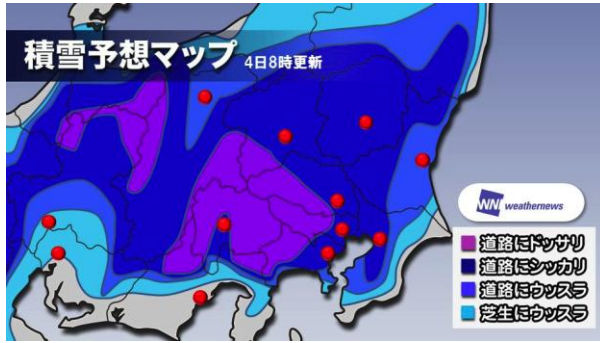 積雪予想マップ 4日8時更新
WNI weathernews
道路にドッサリ
道路にシッカリ
道路にウッスラ
芝生にウッスラ